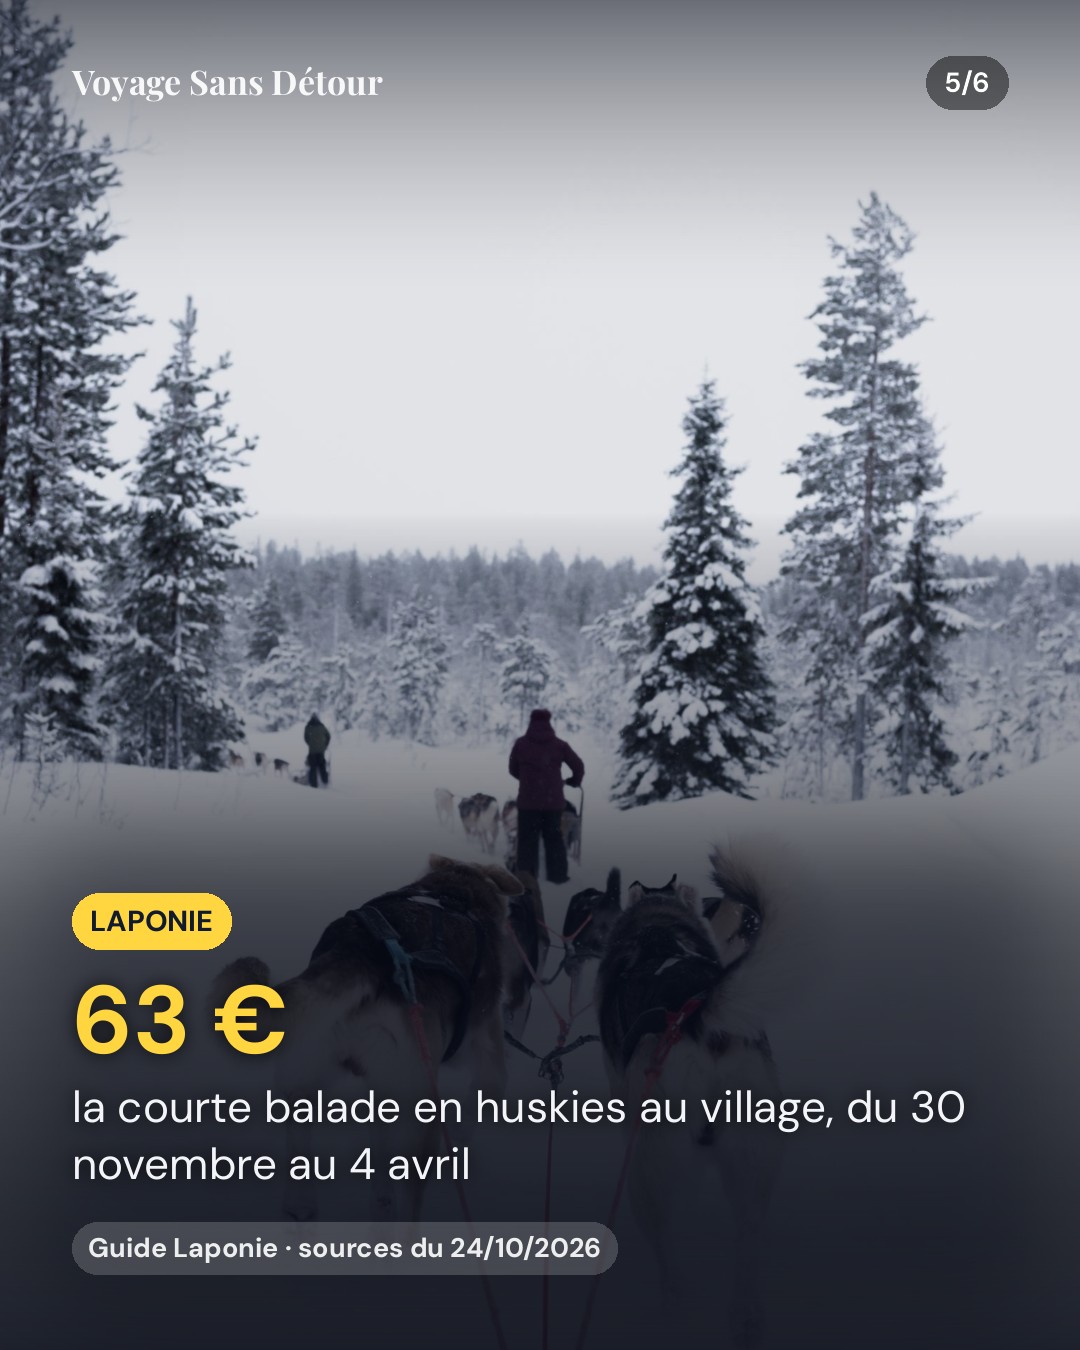 Voyage Sans Détour
5/6
LAPONIE
63 €
la courte balade en huskies au village, du 30
novembre au 4 avril
Guide Laponie · sources du 24/10/2026